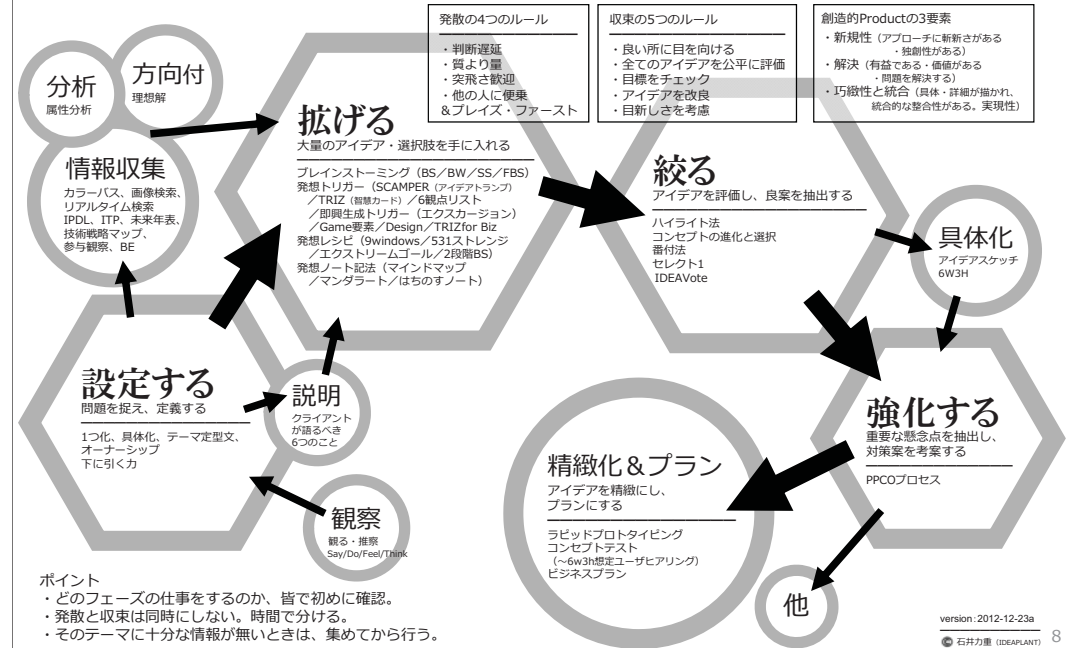 発散の4つのルール
・判断遅延
・質より量
・突飛さ歓迎
・他の人に便乗
&プレイズ・ファースト
収束の5つのルール
・良い所に目を向ける
・全てのアイデアを公平に評価
・目標をチェック
・アイデアを改良
・目新しさを考慮
創造的Productの3要素
・新規性（アプローチに斬新さがある
・独創性がある）
・解決（有益である・価値がある
・問題を解決する）
・巧緻性と統合（具体・詳細が描かれ、
統合的な整合性がある。実現性）
分析
属性分析
方向付
理想解
情報収集
カラーバス、画像検索、
リアルタイム検索
IPDL、ITP、未来年表、
技術戦略マップ、
参与観察、BE
拡げる
大量のアイデア・選択肢を手に入れる
ブレインストーミング（BS／BW／SS／FBS）
発想トリガー（SCAMPER（アイデアトランプ）
／TRIZ（智慧カード）／6観点リスト
／即興生成トリガー（エクスカージョン）
／Game要素／Design／TRIZfor Biz
発想レシピ（9windows／531ストレンジ
／エクストリームゴール／2段階BS）
発想ノート記法（マインドマップ
／マンダラート／はちのすノート）
絞る
アイデアを評価し、良案を抽出する
ハイライト法
コンセプトの進化と選択
番付法
セレクト1
IDEAVote
具体化
アイデアスケッチ
6W3H
設定する
問題を捉え、定義する
1つ化、具体化、テーマ定型文、
オーナーシップ
下に引く力
説明
クライアント
が語るべき
6つのこと
観察
観る・推察
Say/Do/Feel/Think
強化する
重要な懸念点を抽出し、
対策案を考案する
PPCOプロセス
精緻化＆プラン
アイデアを精緻にし、
プランにする
ラピッドプロトタイピング
コンセプトテスト
（～6w3h想定ユーザヒアリング）
ビジネスプラン
他
ポイント
・どのフェーズの仕事をするのか、皆で初めに確認。
・発散と収束は同時にしない。時間で分ける。
・そのテーマに十分な情報が無いときは、集めてから行う。
version:2012-12-23a
石井力重（IDEAPLANT）
8